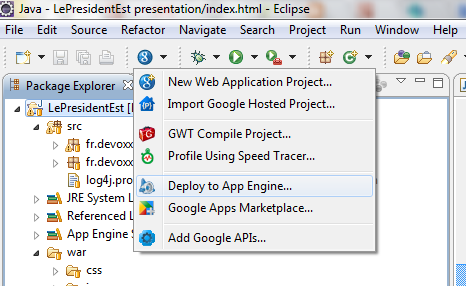 Java - LePresidentEst presentation/index.html - Eclipse
File Edit Source Refactor Navigate Search Project Run Window H
Package Explorer
New Web Application Project...
LePresidentEst [
Import Google Hosted Project...
src
fr.devoxx
GWT Compile Project...
fr.devoxx
Profile Using Speed Tracer...
log4j.pro
JRE System L
Deploy to App Engine...
Referenced L
Google Apps Marketplace...
App Engine S
Add Google APIs...
war
css